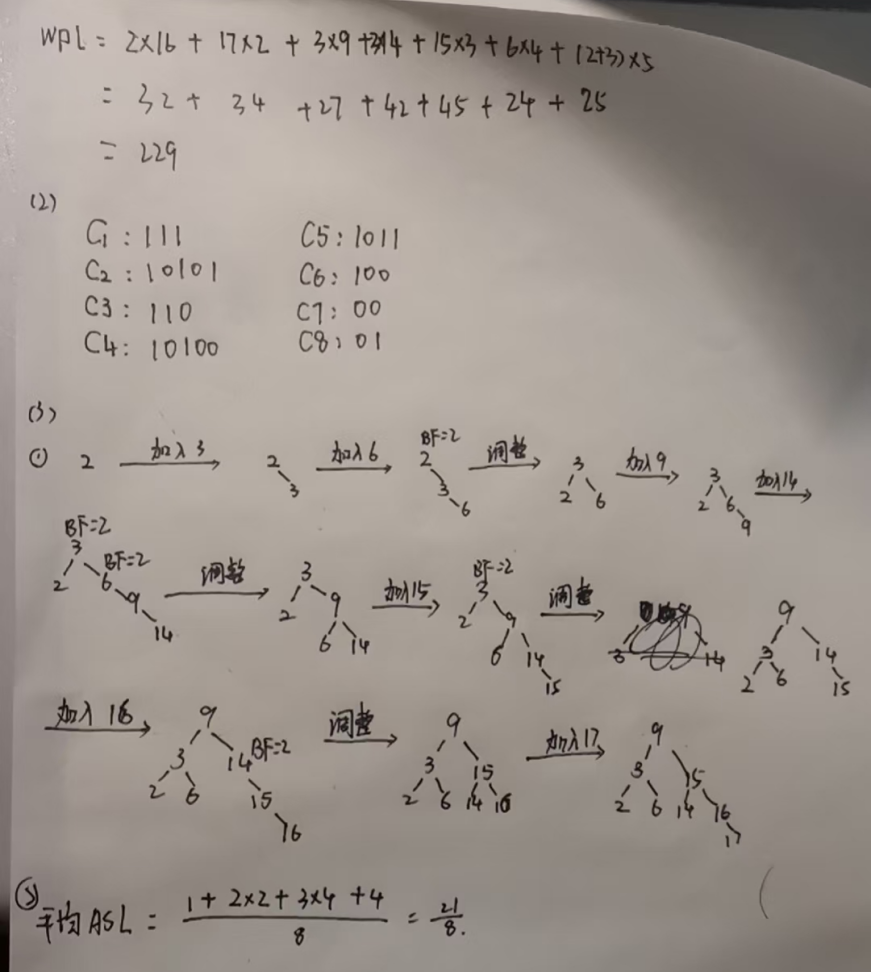 WPL = 2×16 + 17×2 + 3×9 + 3×14 + 15×3 + 6×4 + (2+3)×5
= 32 + 34 + 27 + 42 + 45 + 24 + 25
= 229
(2)
C1 : 111 C5 : 1011
C2 : 10101 C6 : 100
C3 : 110 C7 : 00
C4 : 10100 C8 : 01
(3)
① 2 加入3 2 3 加入6 BF=2 2 3 6 调整 3 2 6 加入9 3 2 6 9 加入14
BF=2 3 2 BF=2 6 9 14 调整 3 2 9 6 14 加入15 BF=2 3 2 9 6 14 15 调整 3 14 9 3 14 2 6 15
加入 16 9 3 14 BF=2 2 6 15 16 调整 9 3 15 2 6 14 16 加入17 9 3 15 2 6 14 16 17
平均ASL = (1 + 2×2 + 3×4 + 4)/8 = 21/8.